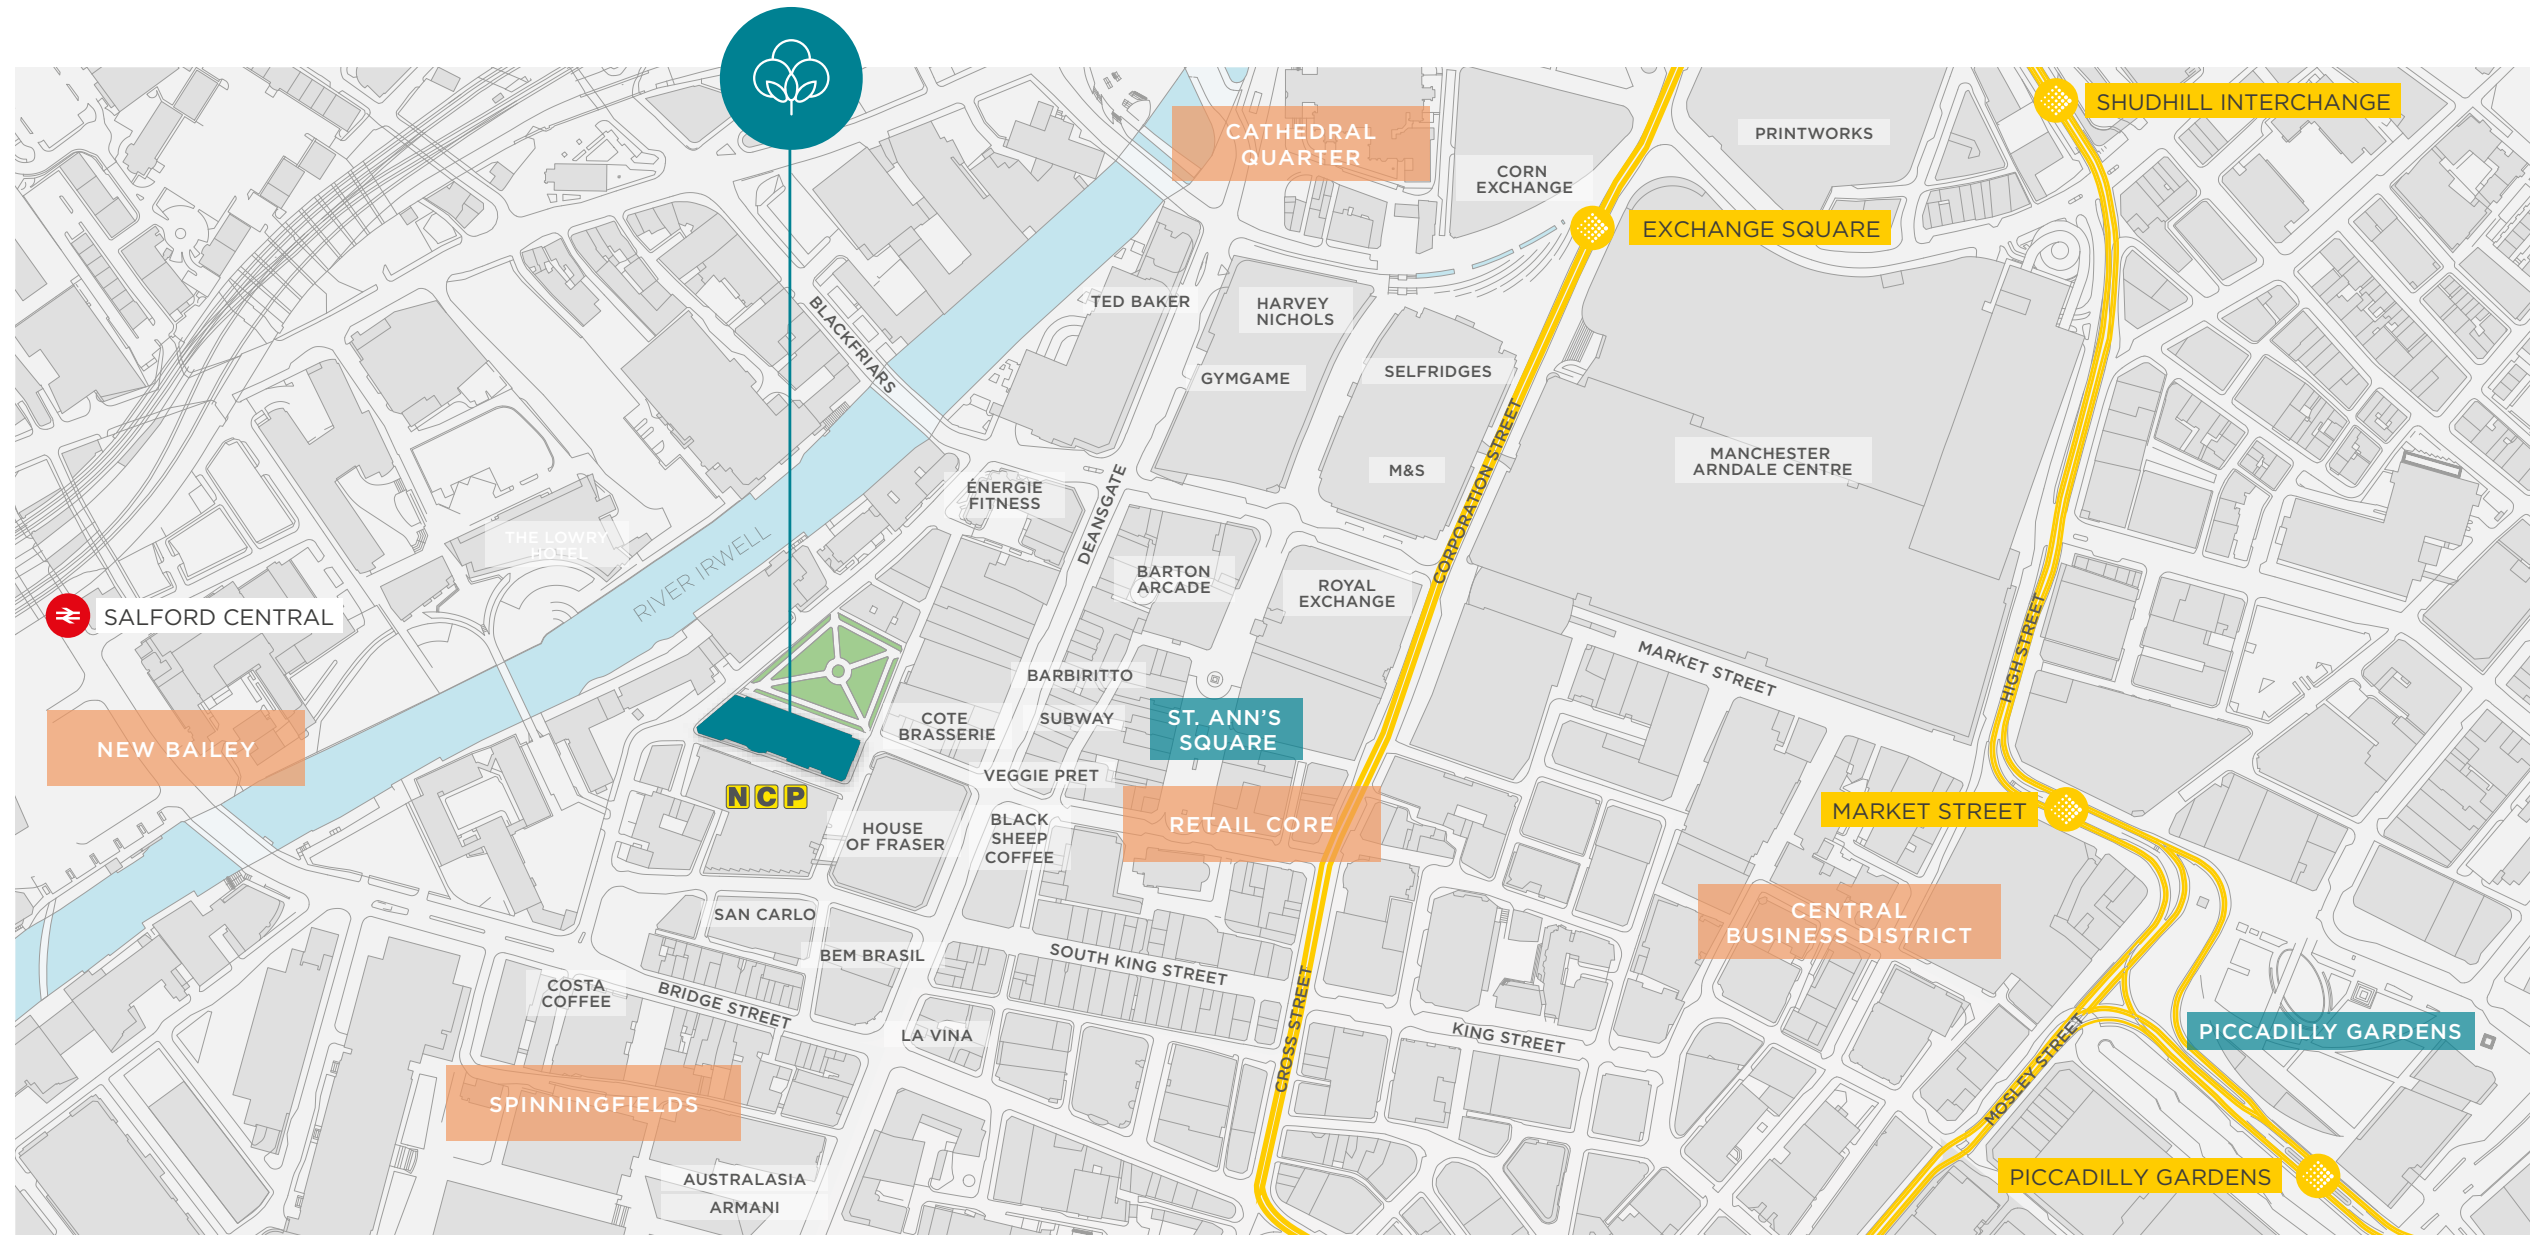 SHUDHILL INTERCHANGE
CATHEDRAL
QUARTER
PRINTWORKS
CORN
EXCHANGE
EXCHANGE SQUARE
TED BAKER
HARVEY
NICHOLS
BLACKFRIARS
GYMGAME
SELFRIDGES
M&S
MANCHESTER
ARNDALE CENTRE
CORPORATION STREET
ÉNERGIE
FITNESS
DEANSGATE
THE LOWRY
HOTEL
RIVER IRWELL
BARTON
ARCADE
ROYAL
EXCHANGE
SALFORD CENTRAL
MARKET STREET
HIGH STREET
BARBIRITTO
COTE
BRASSERIE
SUBWAY
ST. ANN'S
SQUARE
NEW BAILEY
VEGGIE PRET
NCP
HOUSE
OF FRASER
BLACK
SHEEP
COFFEE
RETAIL CORE
MARKET STREET
SAN CARLO
CENTRAL
BUSINESS DISTRICT
BEM BRASIL
SOUTH KING STREET
COSTA
COFFEE
BRIDGE STREET
LA VINA
CROSS STREET
KING STREET
PICCADILLY GARDENS
MOSLEY STREET
SPINNINGFIELDS
AUSTRALASIA
ARMANI
PICCADILLY GARDENS